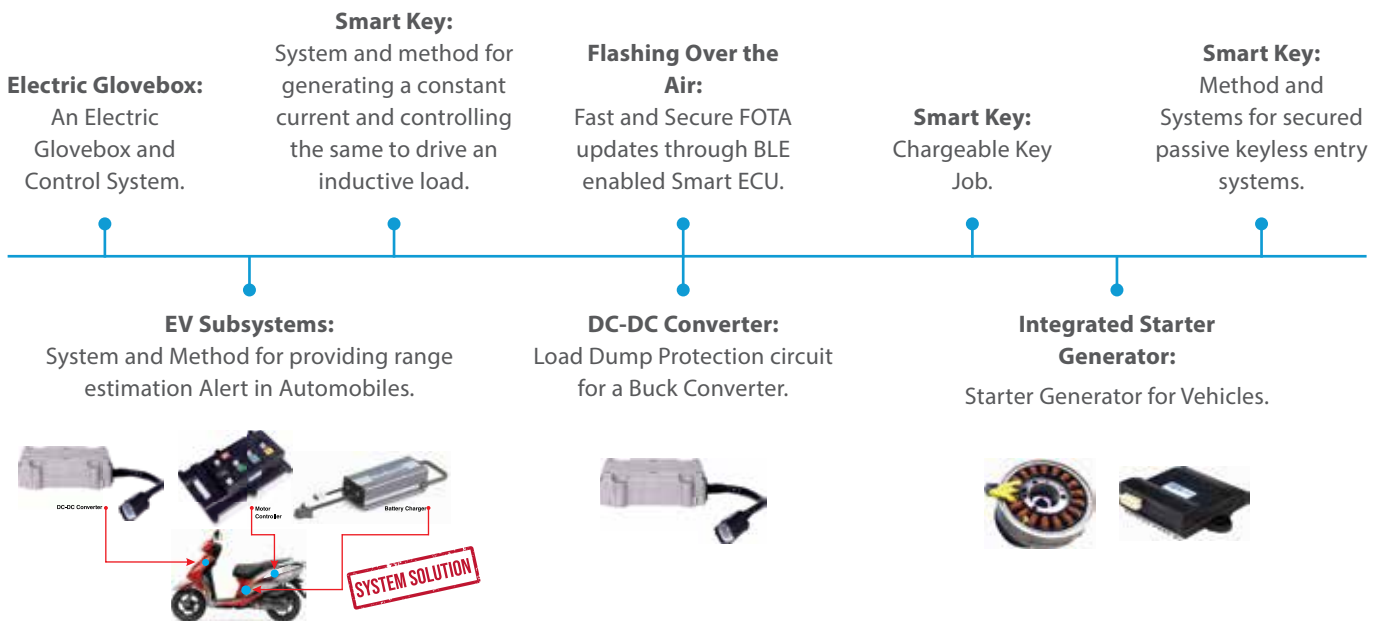 Electric Glovebox:
An Electric
Glovebox and
Control System.
Smart Key:
System and method for
generating a constant
current and controlling
the same to drive an
inductive load.
Flashing Over the
Air:
Fast and Secure FOTA
updates through BLE
enabled Smart ECU.
Smart Key:
Chargeable Key
Job.
Smart Key:
Method and
Systems for secured
passive keyless entry
systems.
EV Subsystems:
System and Method for providing range
estimation Alert in Automobiles.
DC-DC Converter:
Load Dump Protection circuit
for a Buck Converter.
Integrated Starter
Generator:
Starter Generator for Vehicles.
DC-DC Converter
Motor
Controller
Battery Charger
SYSTEM SOLUTION